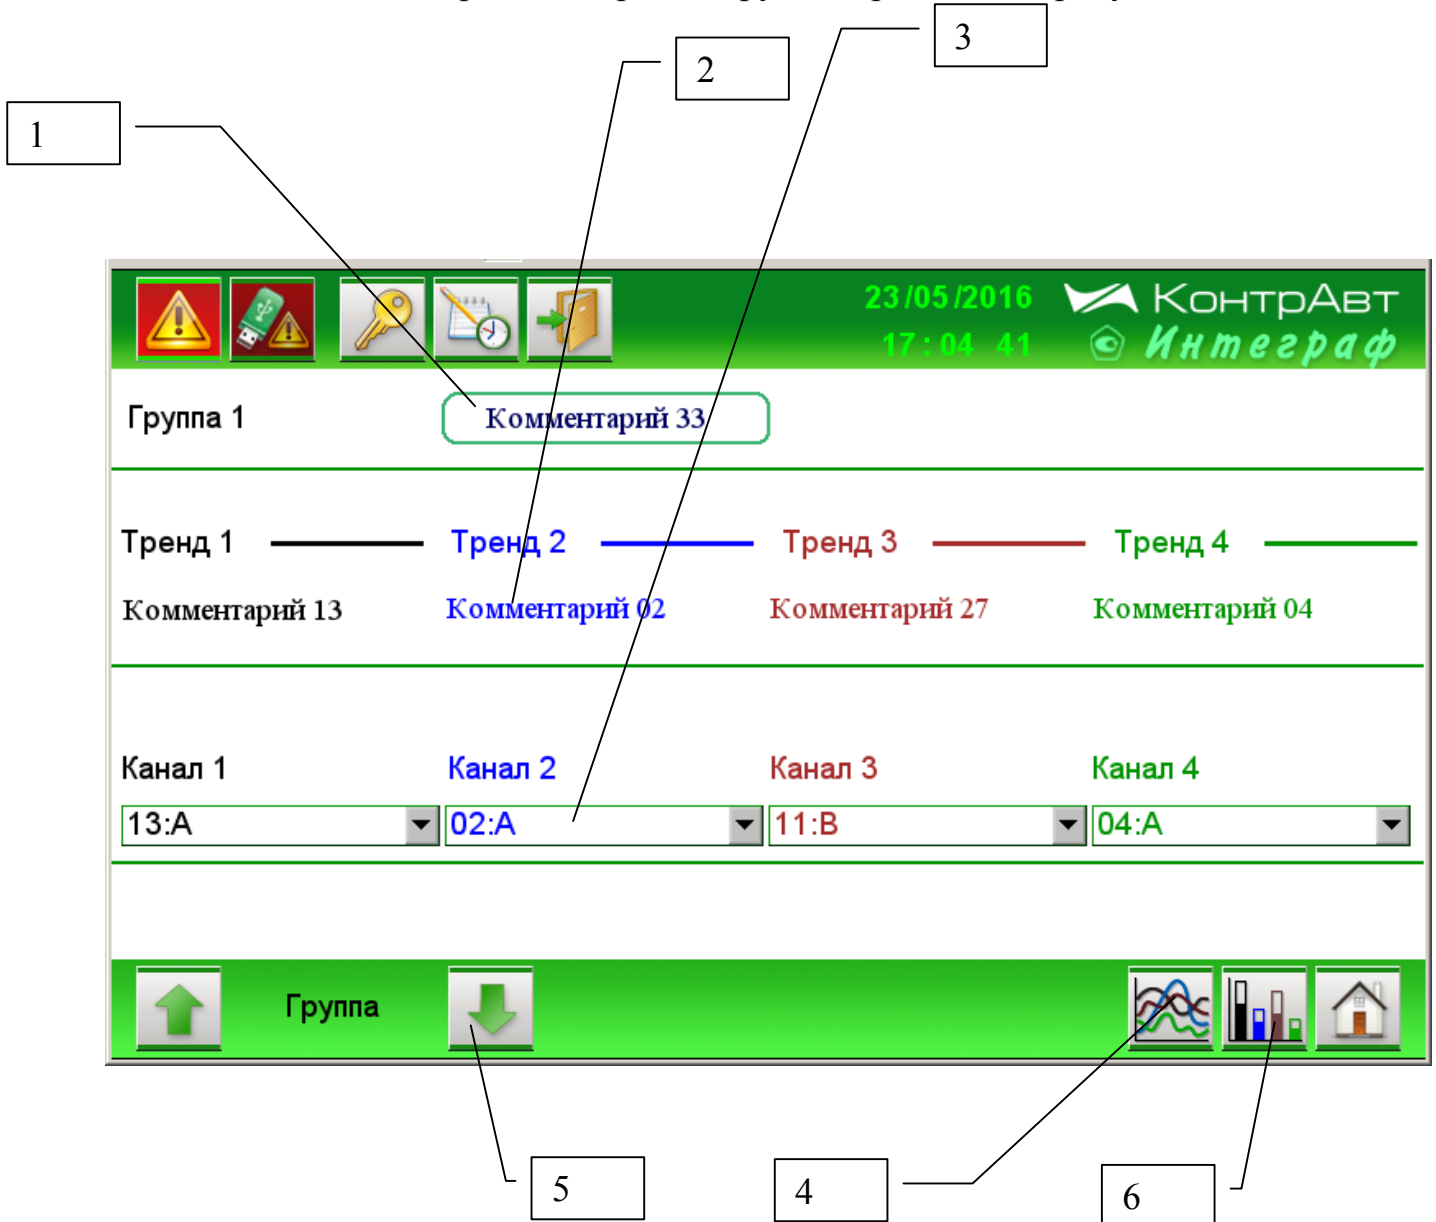 3
2
1
23/05/2016 КонтрАвт
17:04 41 Интеграф
Группа 1 Комментарий 33
Тренд 1 Тренд 2 Тренд 3 Тренд 4
Комментарий 13 Комментарий 02 Комментарий 27 Комментарий 04
Канал 1 Канал 2 Канал 3 Канал 4
13:A 02:A 11:B 04:A
Группа
5 4 6